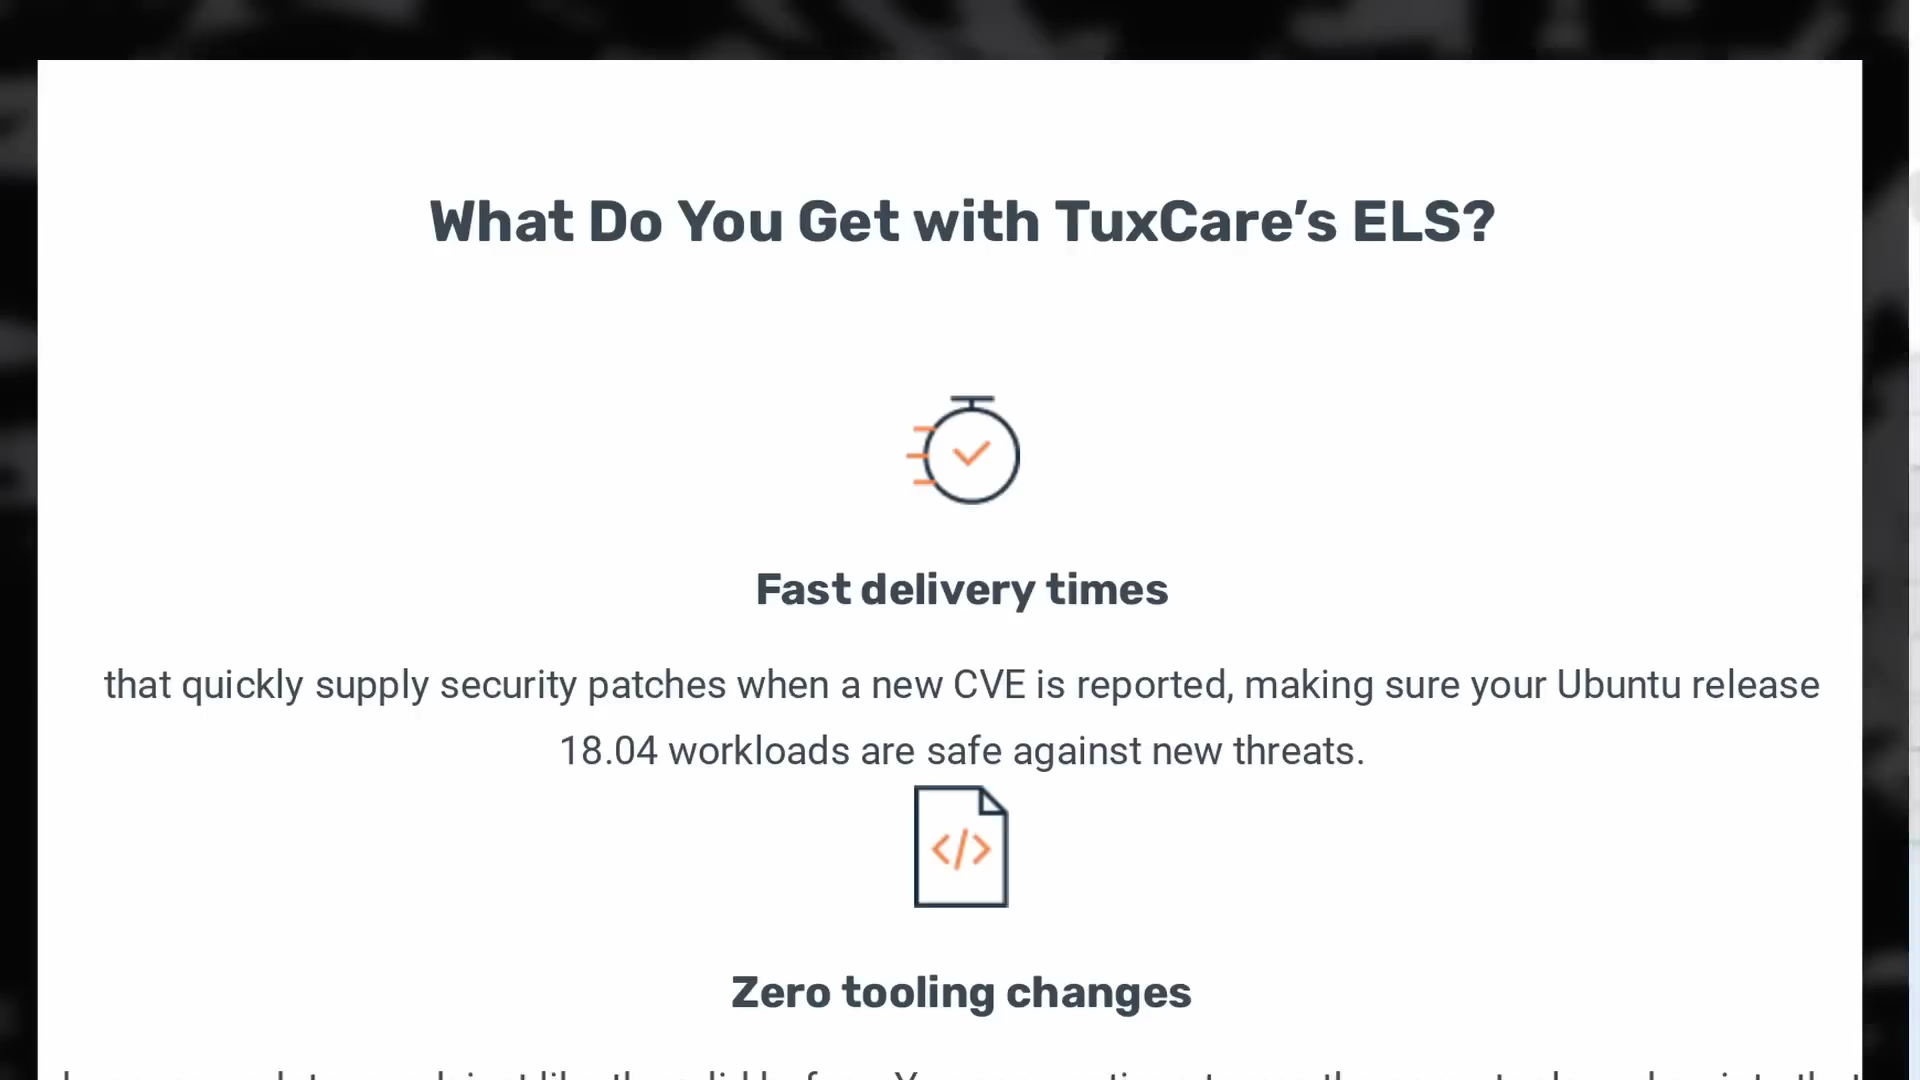 What Do You Get with TuxCare’s ELS?
Fast delivery times
that quickly supply security patches when a new CVE is reported, making sure your Ubuntu release
18.04 workloads are safe against new threats.
</>
Zero tooling changes